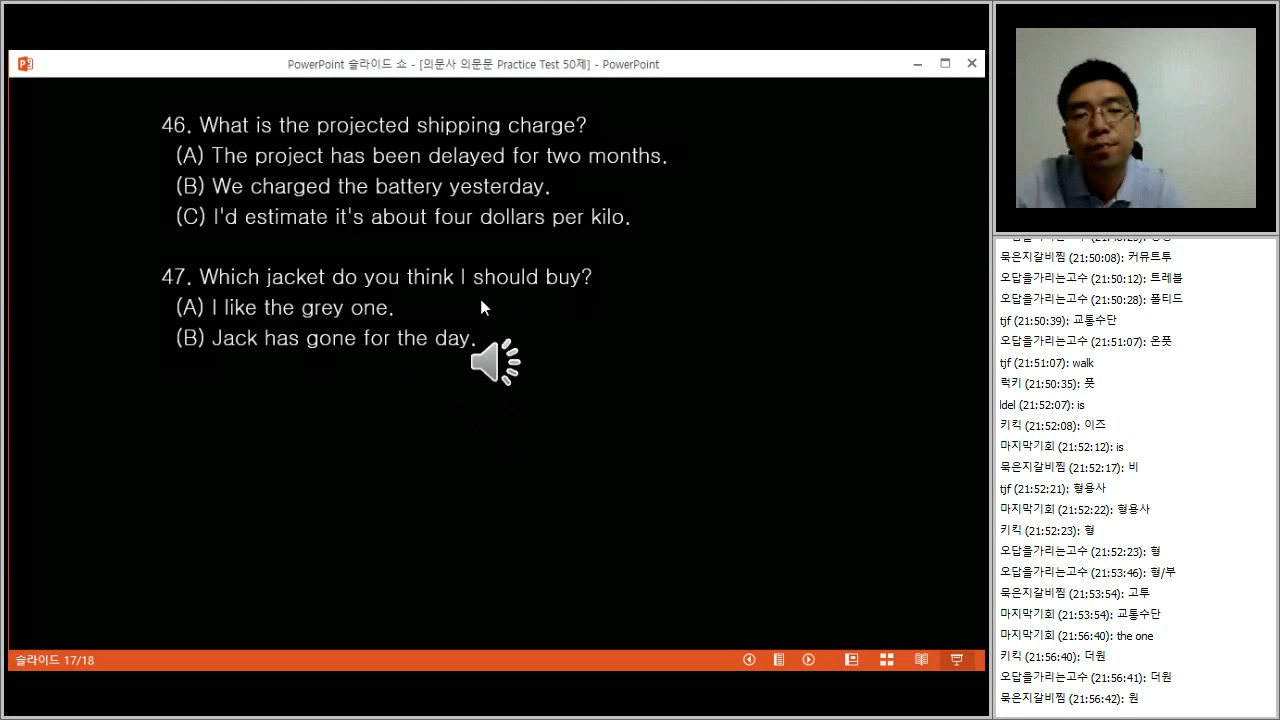 PowerPoint 슬라이드 쇼 - [의문사 의문문 Practice Test 50제] - PowerPoint
46. What is the projected shipping charge?
(A) The project has been delayed for two months.
(B) We charged the battery yesterday.
(C) I'd estimate it's about four dollars per kilo.
47. Which jacket do you think I should buy?
(A) I like the grey one.
(B) Jack has gone for the day.
슬라이드 17/18
묵은지갈비찜 (21:50:08): 커뮤트투
오답을가리는고수 (21:50:12): 트레블
오답을가리는고수 (21:50:28): 폴티드
tjf (21:50:39): 교통수단
오답을가리는고수 (21:51:07): 온풋
tjf (21:51:07): walk
럭키 (21:50:35): 풋
ldel (21:52:07): is
키킥 (21:52:08): 이즈
마지막기회 (21:52:12): is
묵은지갈비찜 (21:52:17): 비
tjf (21:52:21): 형용사
마지막기회 (21:52:22): 형용사
키킥 (21:52:23): 형
오답을가리는고수 (21:52:23): 형
오답을가리는고수 (21:53:46): 형/부
묵은지갈비찜 (21:53:54): 고투
마지막기회 (21:53:54): 교통수단
마지막기회 (21:56:40): the one
키킥 (21:56:40): 더원
오답을가리는고수 (21:56:41): 더원
묵은지갈비찜 (21:56:42): 원